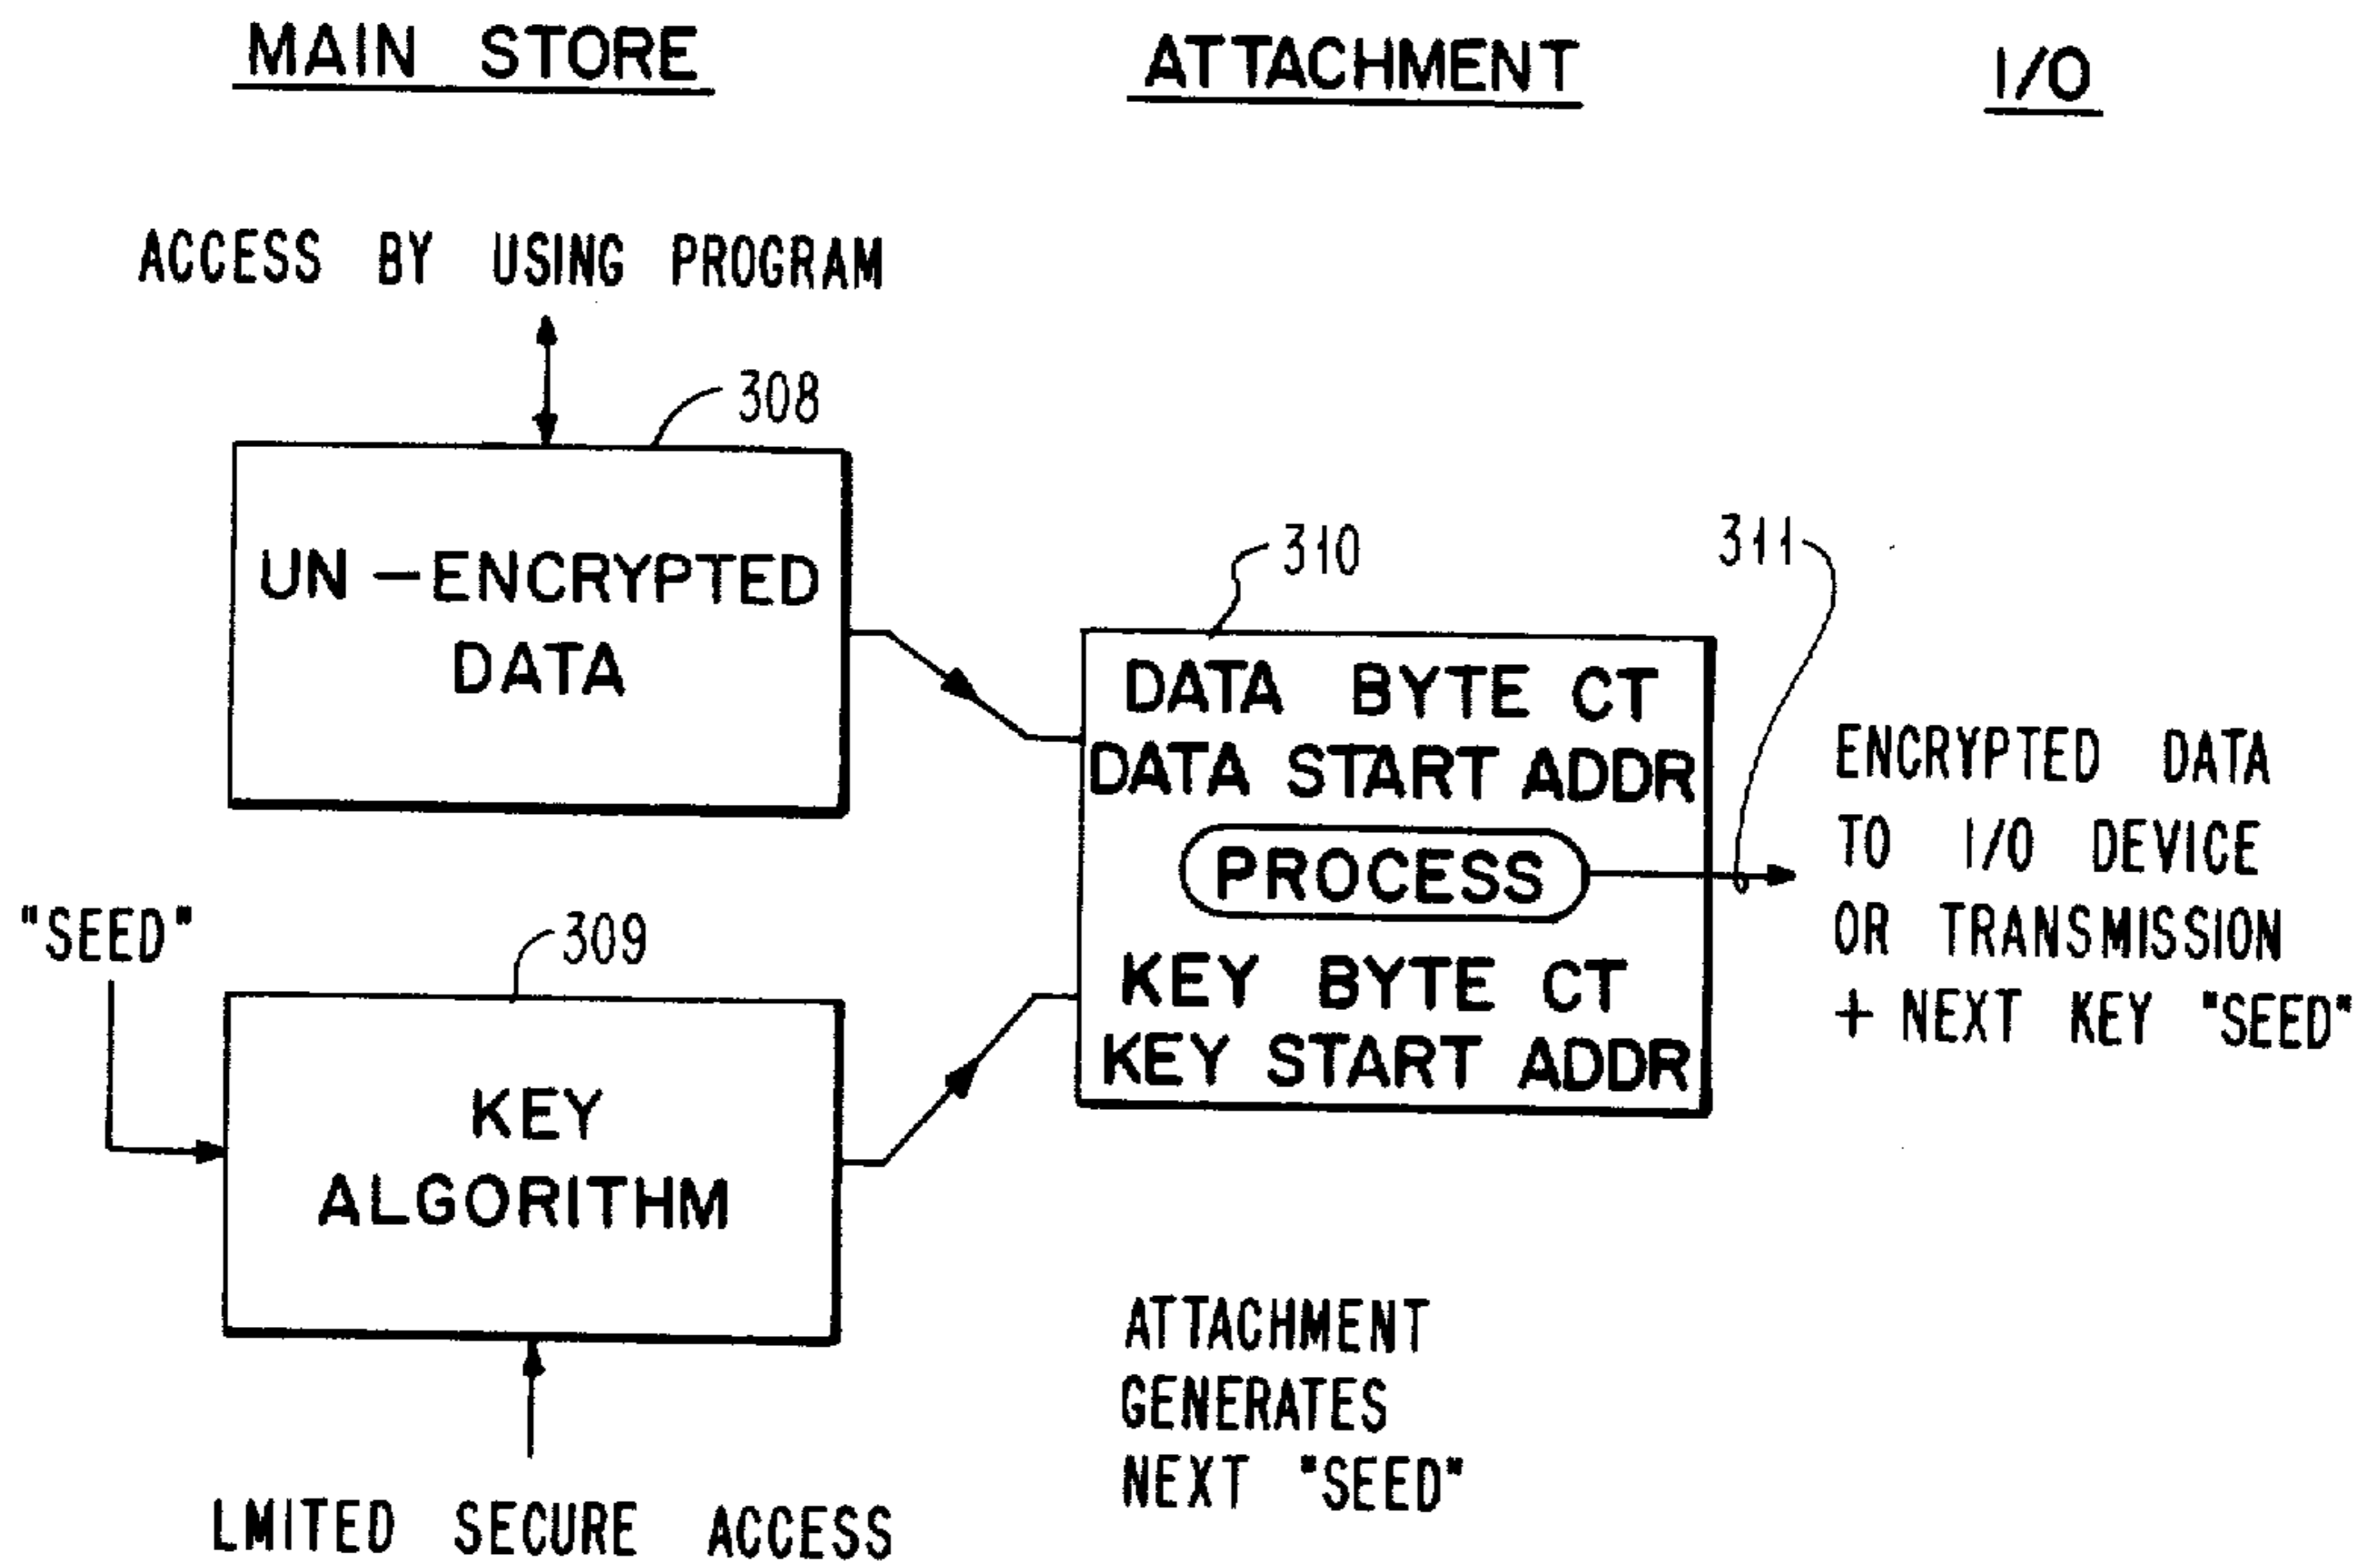 MAIN STORE
ATTACHMENT
I/O
ACCESS BY USING PROGRAM
308
UN-ENCRYPTED
DATA
310
311
DATA BYTE CT
DATA START ADDR
PROCESS
KEY BYTE CT
KEY START ADDR
ENCRYPTED DATA
TO I/O DEVICE
OR TRANSMISSION
+ NEXT KEY "SEED"
"SEED"
309
KEY
ALGORITHM
LMITED SECURE ACCESS
ATTACHMENT
GENERATES
NEXT "SEED"